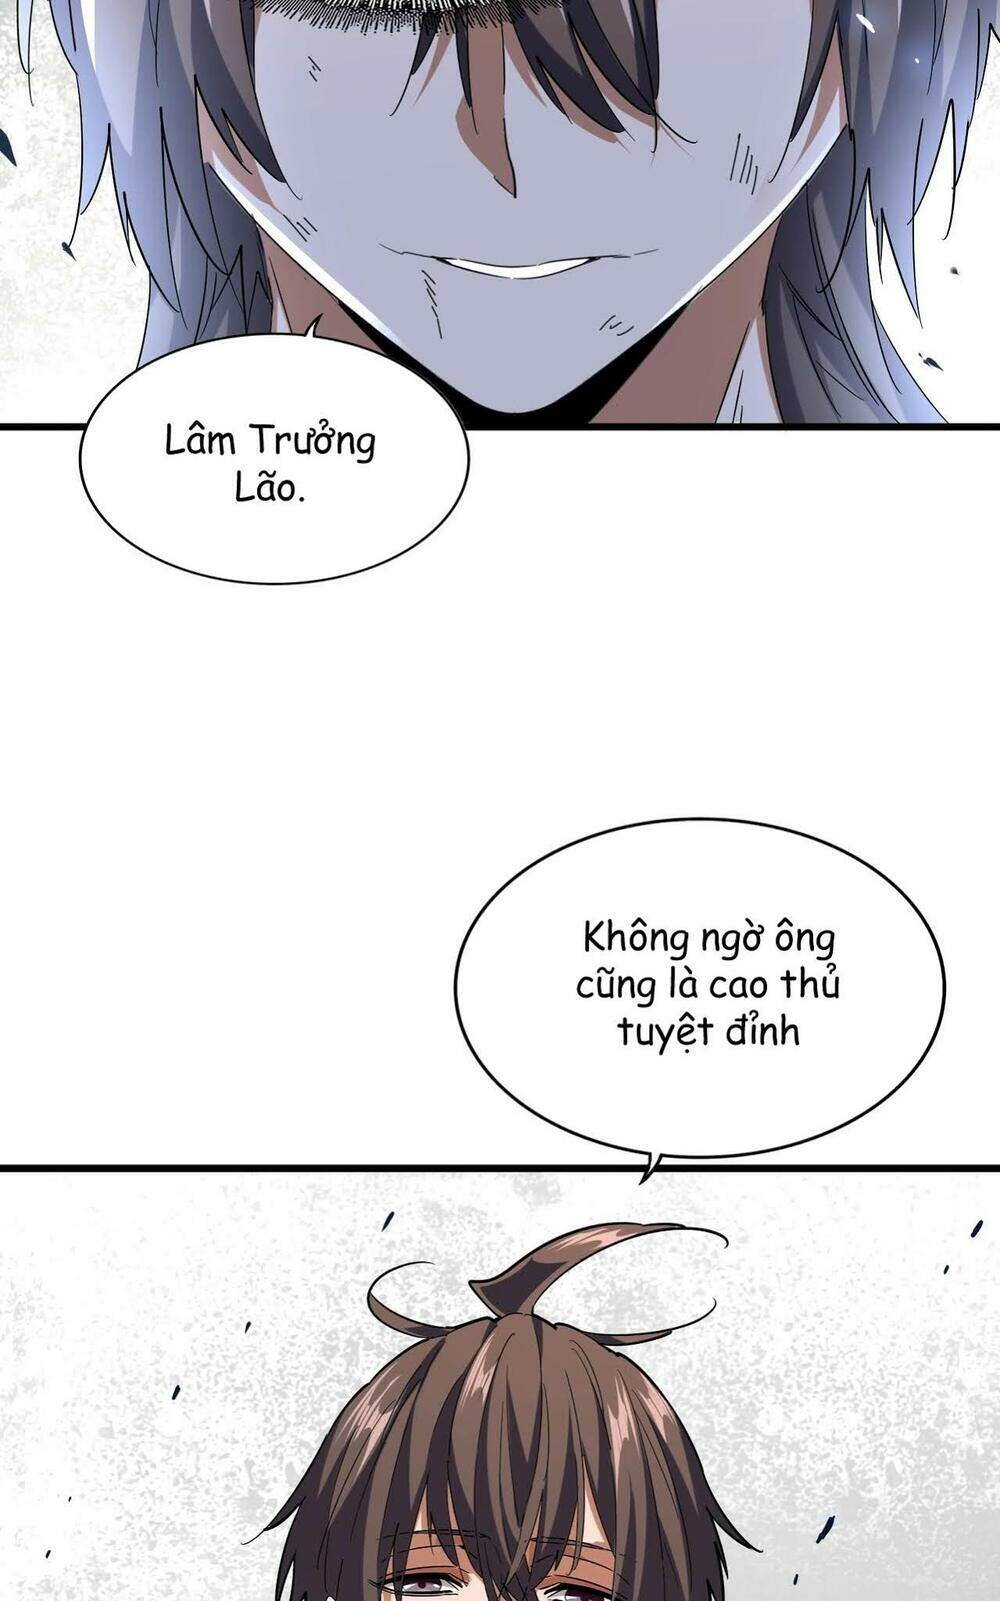 Lâm Trưởng
Lão.
Không ngờ ông
cũng là cao thủ
tuyệt đỉnh